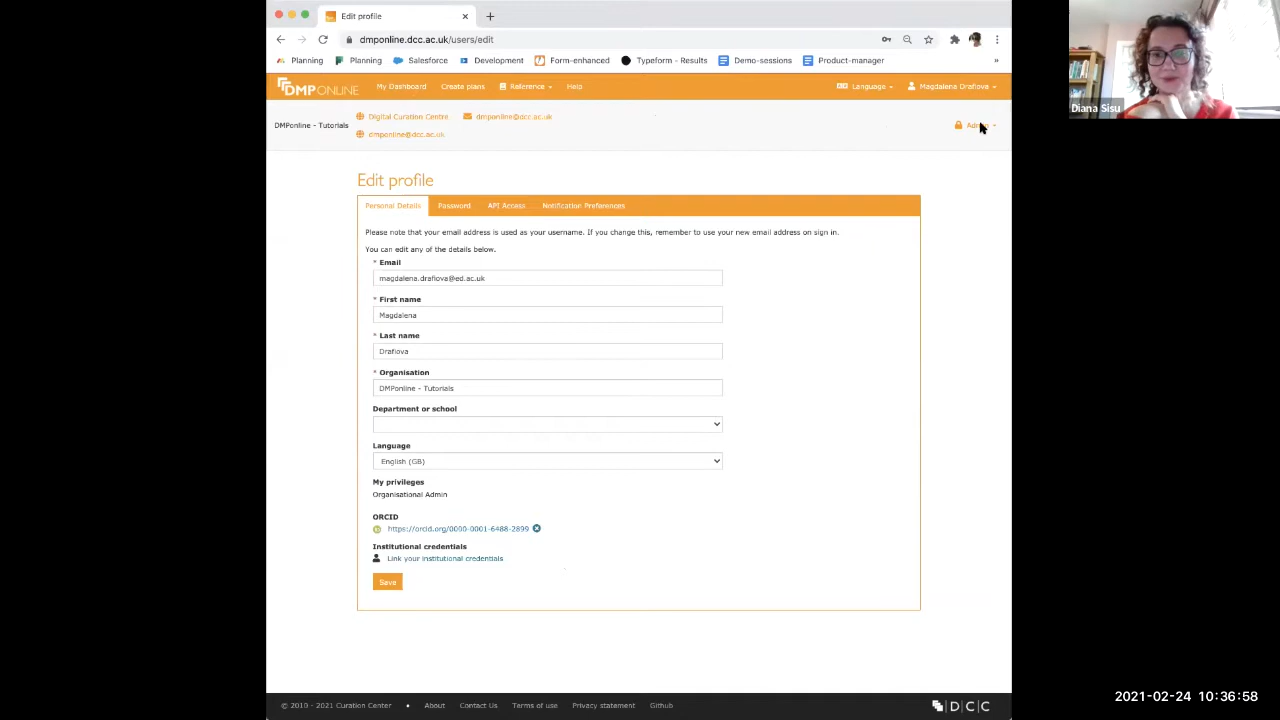 Edit profile
dmponline.dcc.ac.uk/users/edit
Planning
Planning
Salesforce
Development
Form-enhanced
Typeform - Results
Demo-sessions
Product-manager
»
DMPONLINE
My Dashboard
Create plans
Reference
Help
Language
Magdalena Drafiova
DMPonline - Tutorials
Digital Curation Centre
dmponline@dcc.ac.uk
dmponline@dcc.ac.uk
Admin
Diana Sisu
Edit profile
Personal Details
Password
API Access
Notification Preferences
Please note that your email address is used as your username. If you change this, remember to use your new email address on sign in.
You can edit any of the details below.
* Email
magdalena.drafiova@ed.ac.uk
* First name
Magdalena
* Last name
Drafiova
* Organisation
DMPonline - Tutorials
Department or school
Language
English (GB)
My privileges
Organisational Admin
ORCID
iD https://orcid.org/0000-0001-6488-2899
Institutional credentials
Link your institutional credentials
Save
© 2010 - 2021 Curation Center
•
About
Contact Us
Terms of use
Privacy statement
Github
DCC
2021-02-24 10:36:58